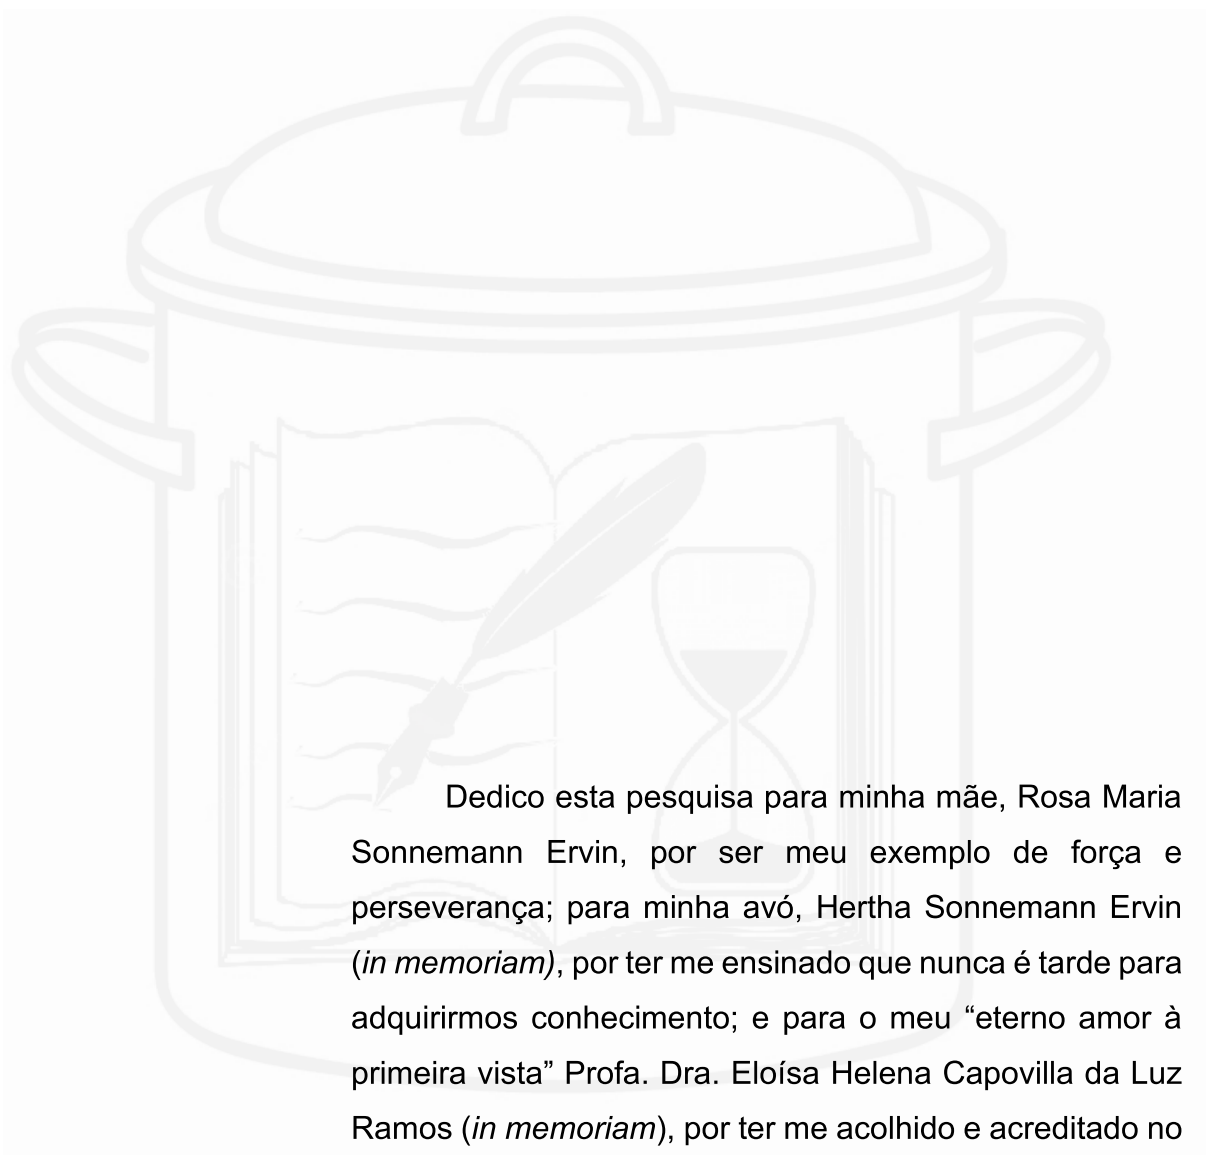 Dedico esta pesquisa para minha mãe, Rosa Maria
Sonnemann Ervin, por ser meu exemplo de força e
perseverança; para minha avó, Hertha Sonnemann Ervin
(in memoriam), por ter me ensinado que nunca é tarde para
adquirirmos conhecimento; e para o meu “eterno amor à
primeira vista” Profa. Dra. Eloísa Helena Capovilla da Luz
Ramos (in memoriam), por ter me acolhido e acreditado no